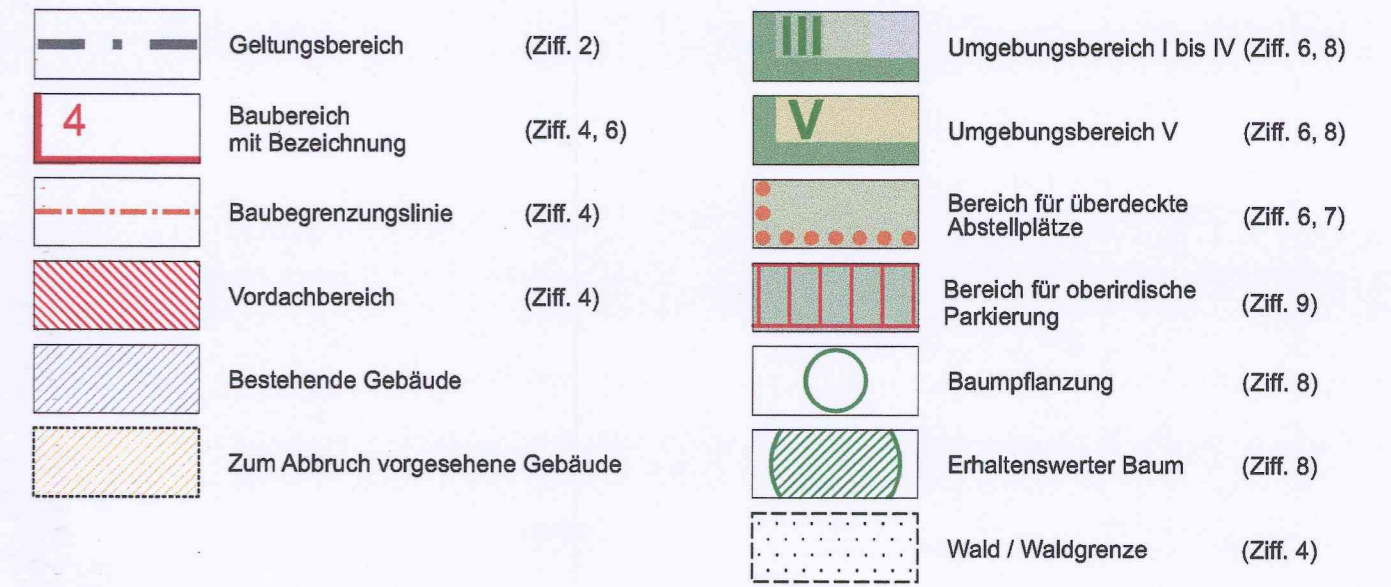 Geltungsbereich (Ziff. 2)
4
Baubereich
mit Bezeichnung (Ziff. 4, 6)
Baubegrenzungslinie (Ziff. 4)
Vordachbereich (Ziff. 4)
Bestehende Gebäude
Zum Abbruch vorgesehene Gebäude
III
Umgebungsbereich I bis IV (Ziff. 6, 8)
V
Umgebungsbereich V (Ziff. 6, 8)
Bereich für überdeckte
Abstellplätze (Ziff. 6, 7)
Bereich für oberirdische
Parkierung (Ziff. 9)
Baumpflanzung (Ziff. 8)
Erhaltenswerter Baum (Ziff. 8)
Wald / Waldgrenze (Ziff. 4)